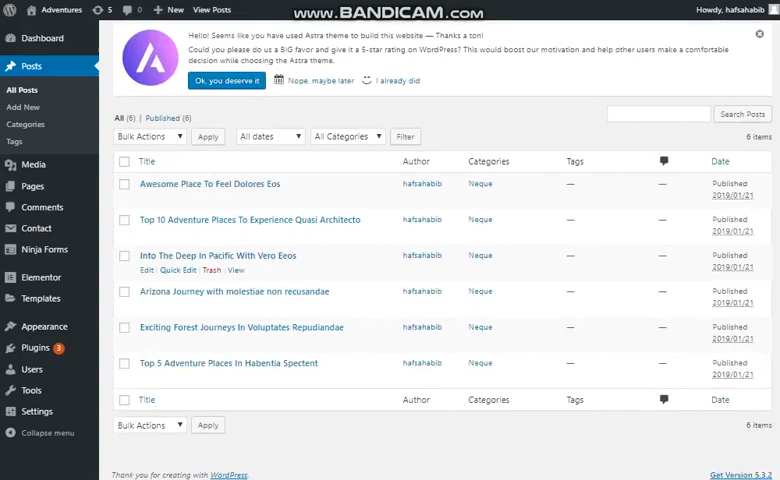 www.BANDICAM.com
Adventures 5 0 New View Posts Howdy, hafsahabib
Dashboard
Posts
All Posts
Add New
Categories
Tags
Media
Pages
Comments
Contact
Ninja Forms
Elementor
Templates
Appearance
Plugins 3
Users
Tools
Settings
Collapse menu
Hello! Seems like you have used Astra theme to build this website — Thanks a ton!
Could you please do us a BIG favor and give it a 5-star rating on WordPress? This would boost our motivation and help other users make a comfortable
decision while choosing the Astra theme.
Ok, you deserve it Nope, maybe later I already did
All (6) | Published (6) Search Posts
Bulk Actions Apply All dates All Categories Filter 6 items
Title Author Categories Tags Date
Awesome Place To Feel Dolores Eos hafsahabib Neque — — Published
2019/01/21
Top 10 Adventure Places To Experience Quasi Architecto hafsahabib Neque — — Published
2019/01/21
Into The Deep In Pacific With Vero Eeos hafsahabib Neque — — Published
Edit | Quick Edit | Trash | View 2019/01/21
Arizona Journey with molestiae non recusandae hafsahabib Neque — — Published
2019/01/21
Exciting Forest Journeys In Voluptates Repudiandae hafsahabib Neque — — Published
2019/01/21
Top 5 Adventure Places In Habentia Spectent hafsahabib Neque — — Published
2019/01/21
Title Author Categories Tags Date
Bulk Actions Apply 6 items
Thank you for creating with WordPress. Get Version 5.3.2